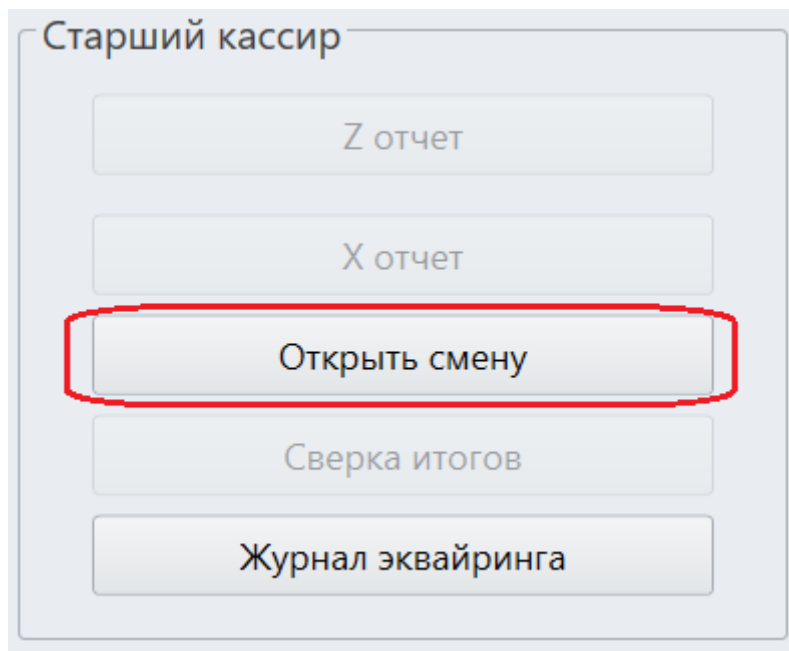 Старший кассир
Z отчет
X отчет
Открыть смену
Сверка итогов
Журнал эквайринга